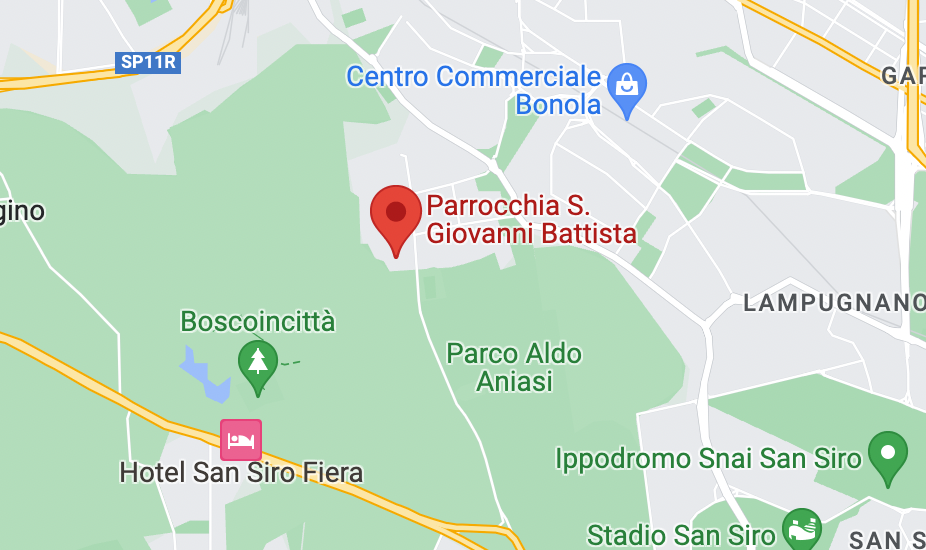 SP11R
Centro Commerciale
Bonola
GAR
gino
Parrocchia S.
Giovanni Battista
LAMPUGNANO
Boscoincittà
Parco Aldo
Aniasi
Hotel San Siro Fiera
Ippodromo Snai San Siro
Stadio San Siro
SAN S